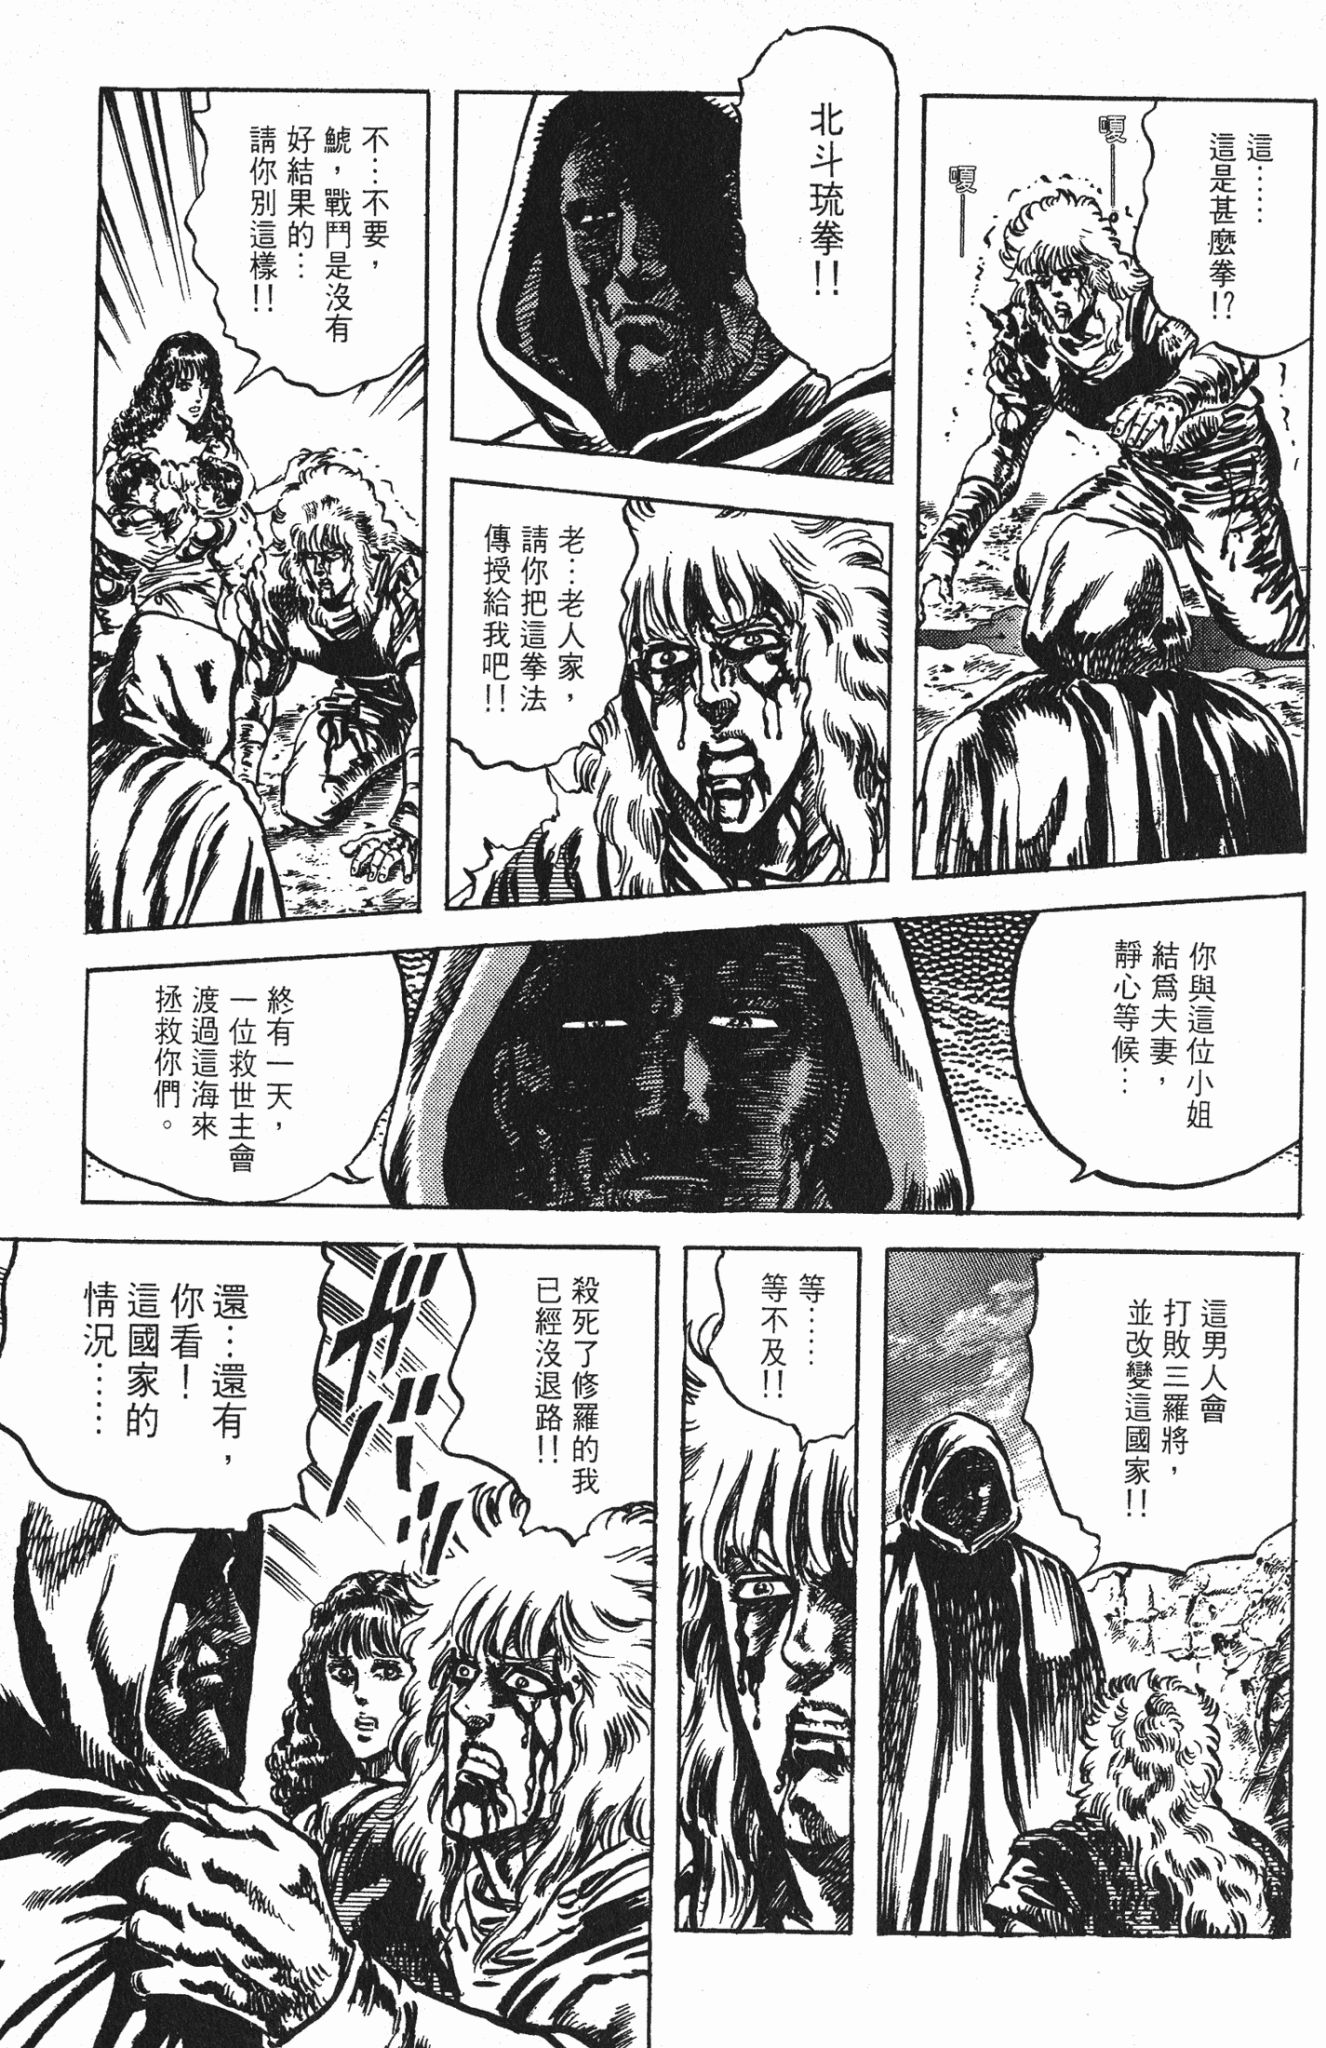 這……
這是甚麼拳!?
嗄
嗄
北斗琉拳!!
老…老人家，
請你把這拳法
傳授給我吧!!
不…不要，
鯱，戰鬥是沒有
好結果的…
請你別這樣!!
你與這位小姐
結爲夫妻，
靜心等候…
終有一天，
一位救世主會
渡過這海來
拯救你們。
這男人會
打敗三羅將，
並改變這國家!!
等……
等不及!!
殺死了修羅的我
已經沒退路!!
ガガガ
還…還有，
你看！
這國家的
情況……